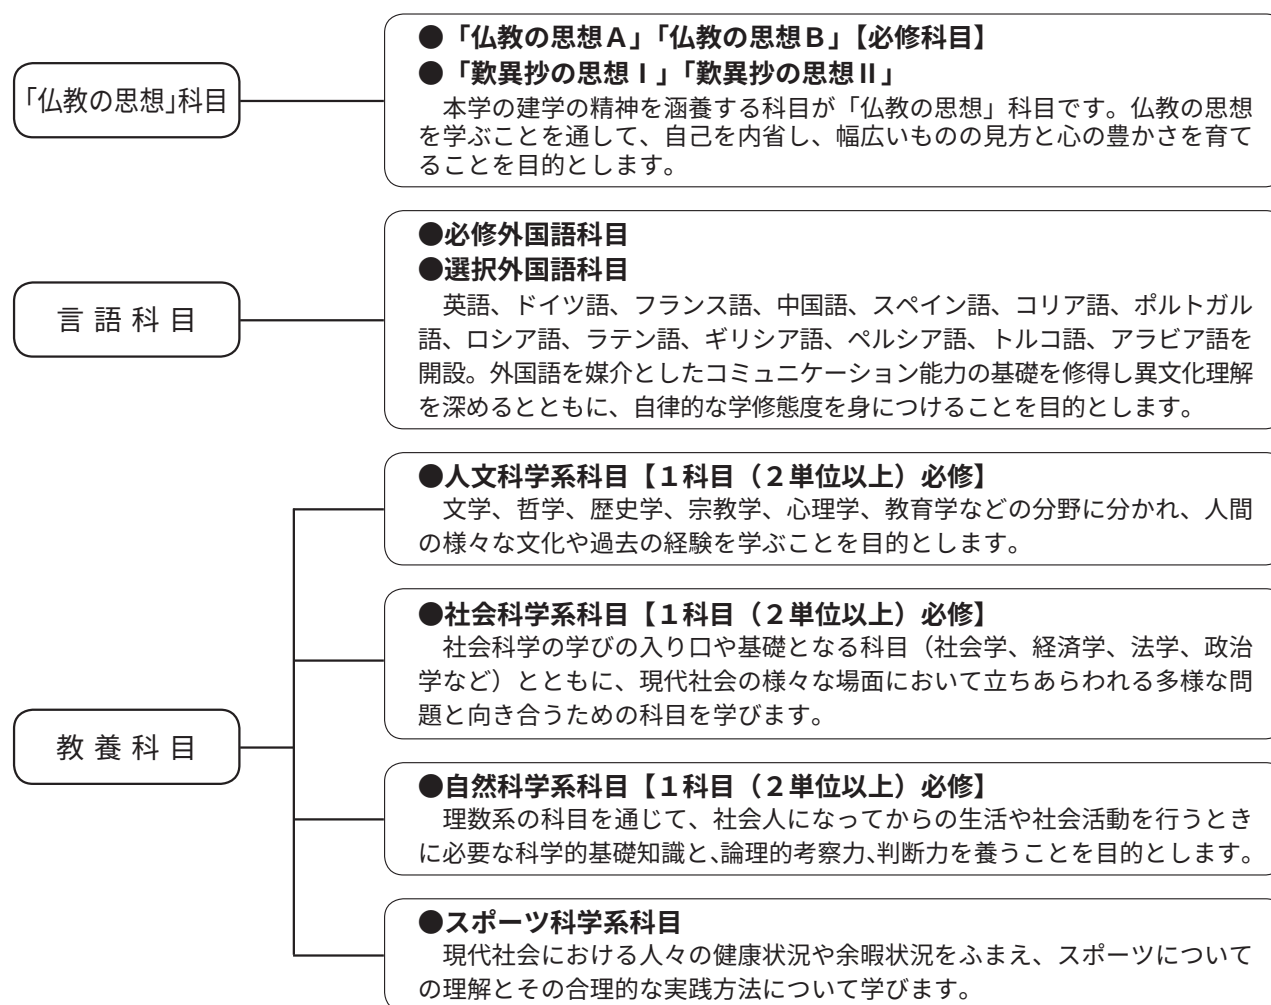 「仏教の思想」科目
●「仏教の思想A」「仏教の思想B」【必修科目】
●「歎異抄の思想Ⅰ」「歎異抄の思想Ⅱ」
本学の建学の精神を涵養する科目が「仏教の思想」科目です。仏教の思想
を学ぶことを通して、自己を内省し、幅広いものの見方と心の豊かさを育て
ることを目的とします。
言語科目
●必修外国語科目
●選択外国語科目
英語、ドイツ語、フランス語、中国語、スペイン語、コリア語、ポルトガル
語、ロシア語、ラテン語、ギリシア語、ペルシア語、トルコ語、アラビア語を
開設。外国語を媒介としたコミュニケーション能力の基礎を修得し異文化理解
を深めるとともに、自律的な学修態度を身につけることを目的とします。
教養科目
●人文科学系科目【1科目(2単位以上)必修】
文学、哲学、歴史学、宗教学、心理学、教育学などの分野に分かれ、人間
の様々な文化や過去の経験を学ぶことを目的とします。
●社会科学系科目【1科目(2単位以上)必修】
社会科学の学びの入り口や基礎となる科目(社会学、経済学、法学、政治
学など)とともに、現代社会の様々な場面において立ちあらわれる多様な問
題と向き合うための科目を学びます。
●自然科学系科目【1科目(2単位以上)必修】
理数系の科目を通じて、社会人になってからの生活や社会活動を行うとき
に必要な科学的基礎知識と、論理的考察力、判断力を養うことを目的とします。
●スポーツ科学系科目
現代社会における人々の健康状況や余暇状況をふまえ、スポーツについて
の理解とその合理的な実践方法について学びます。